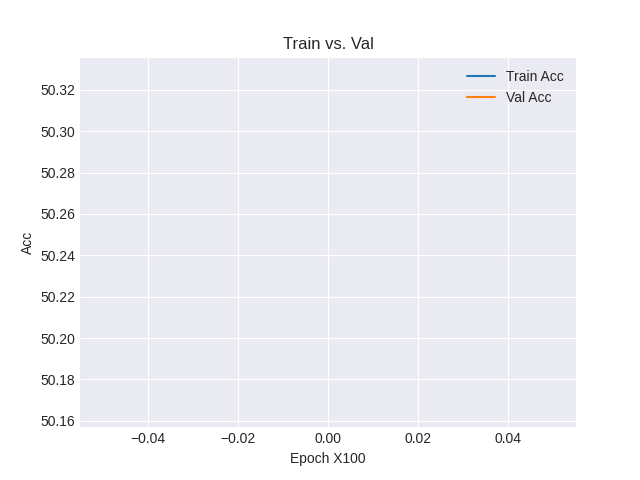 Train vs. Val
Train Acc
Val Acc
50.32
50.30
50.28
50.26
50.24
50.22
50.20
50.18
50.16
Acc
−0.04
−0.02
0.00
0.02
0.04
Epoch X100